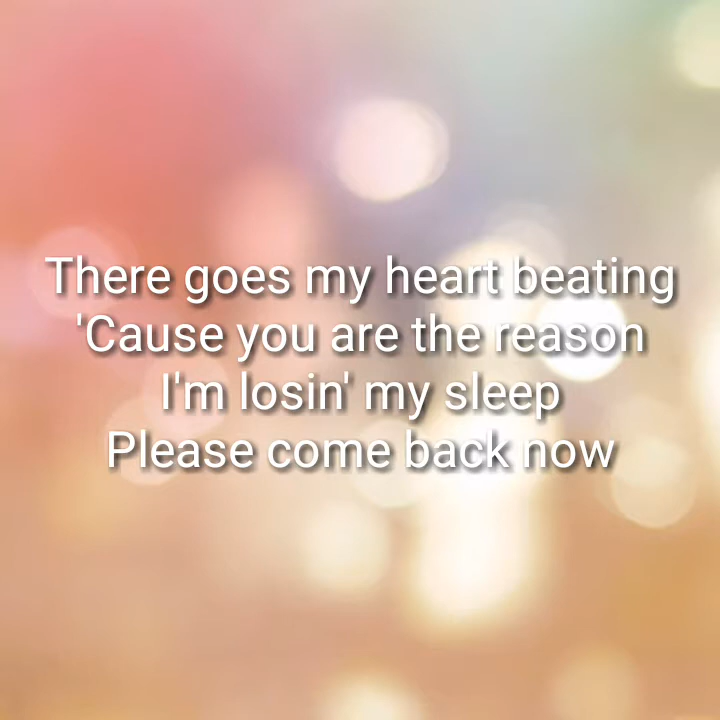 There goes my heart beating
'Cause you are the reason
I'm losin' my sleep
Please come back now